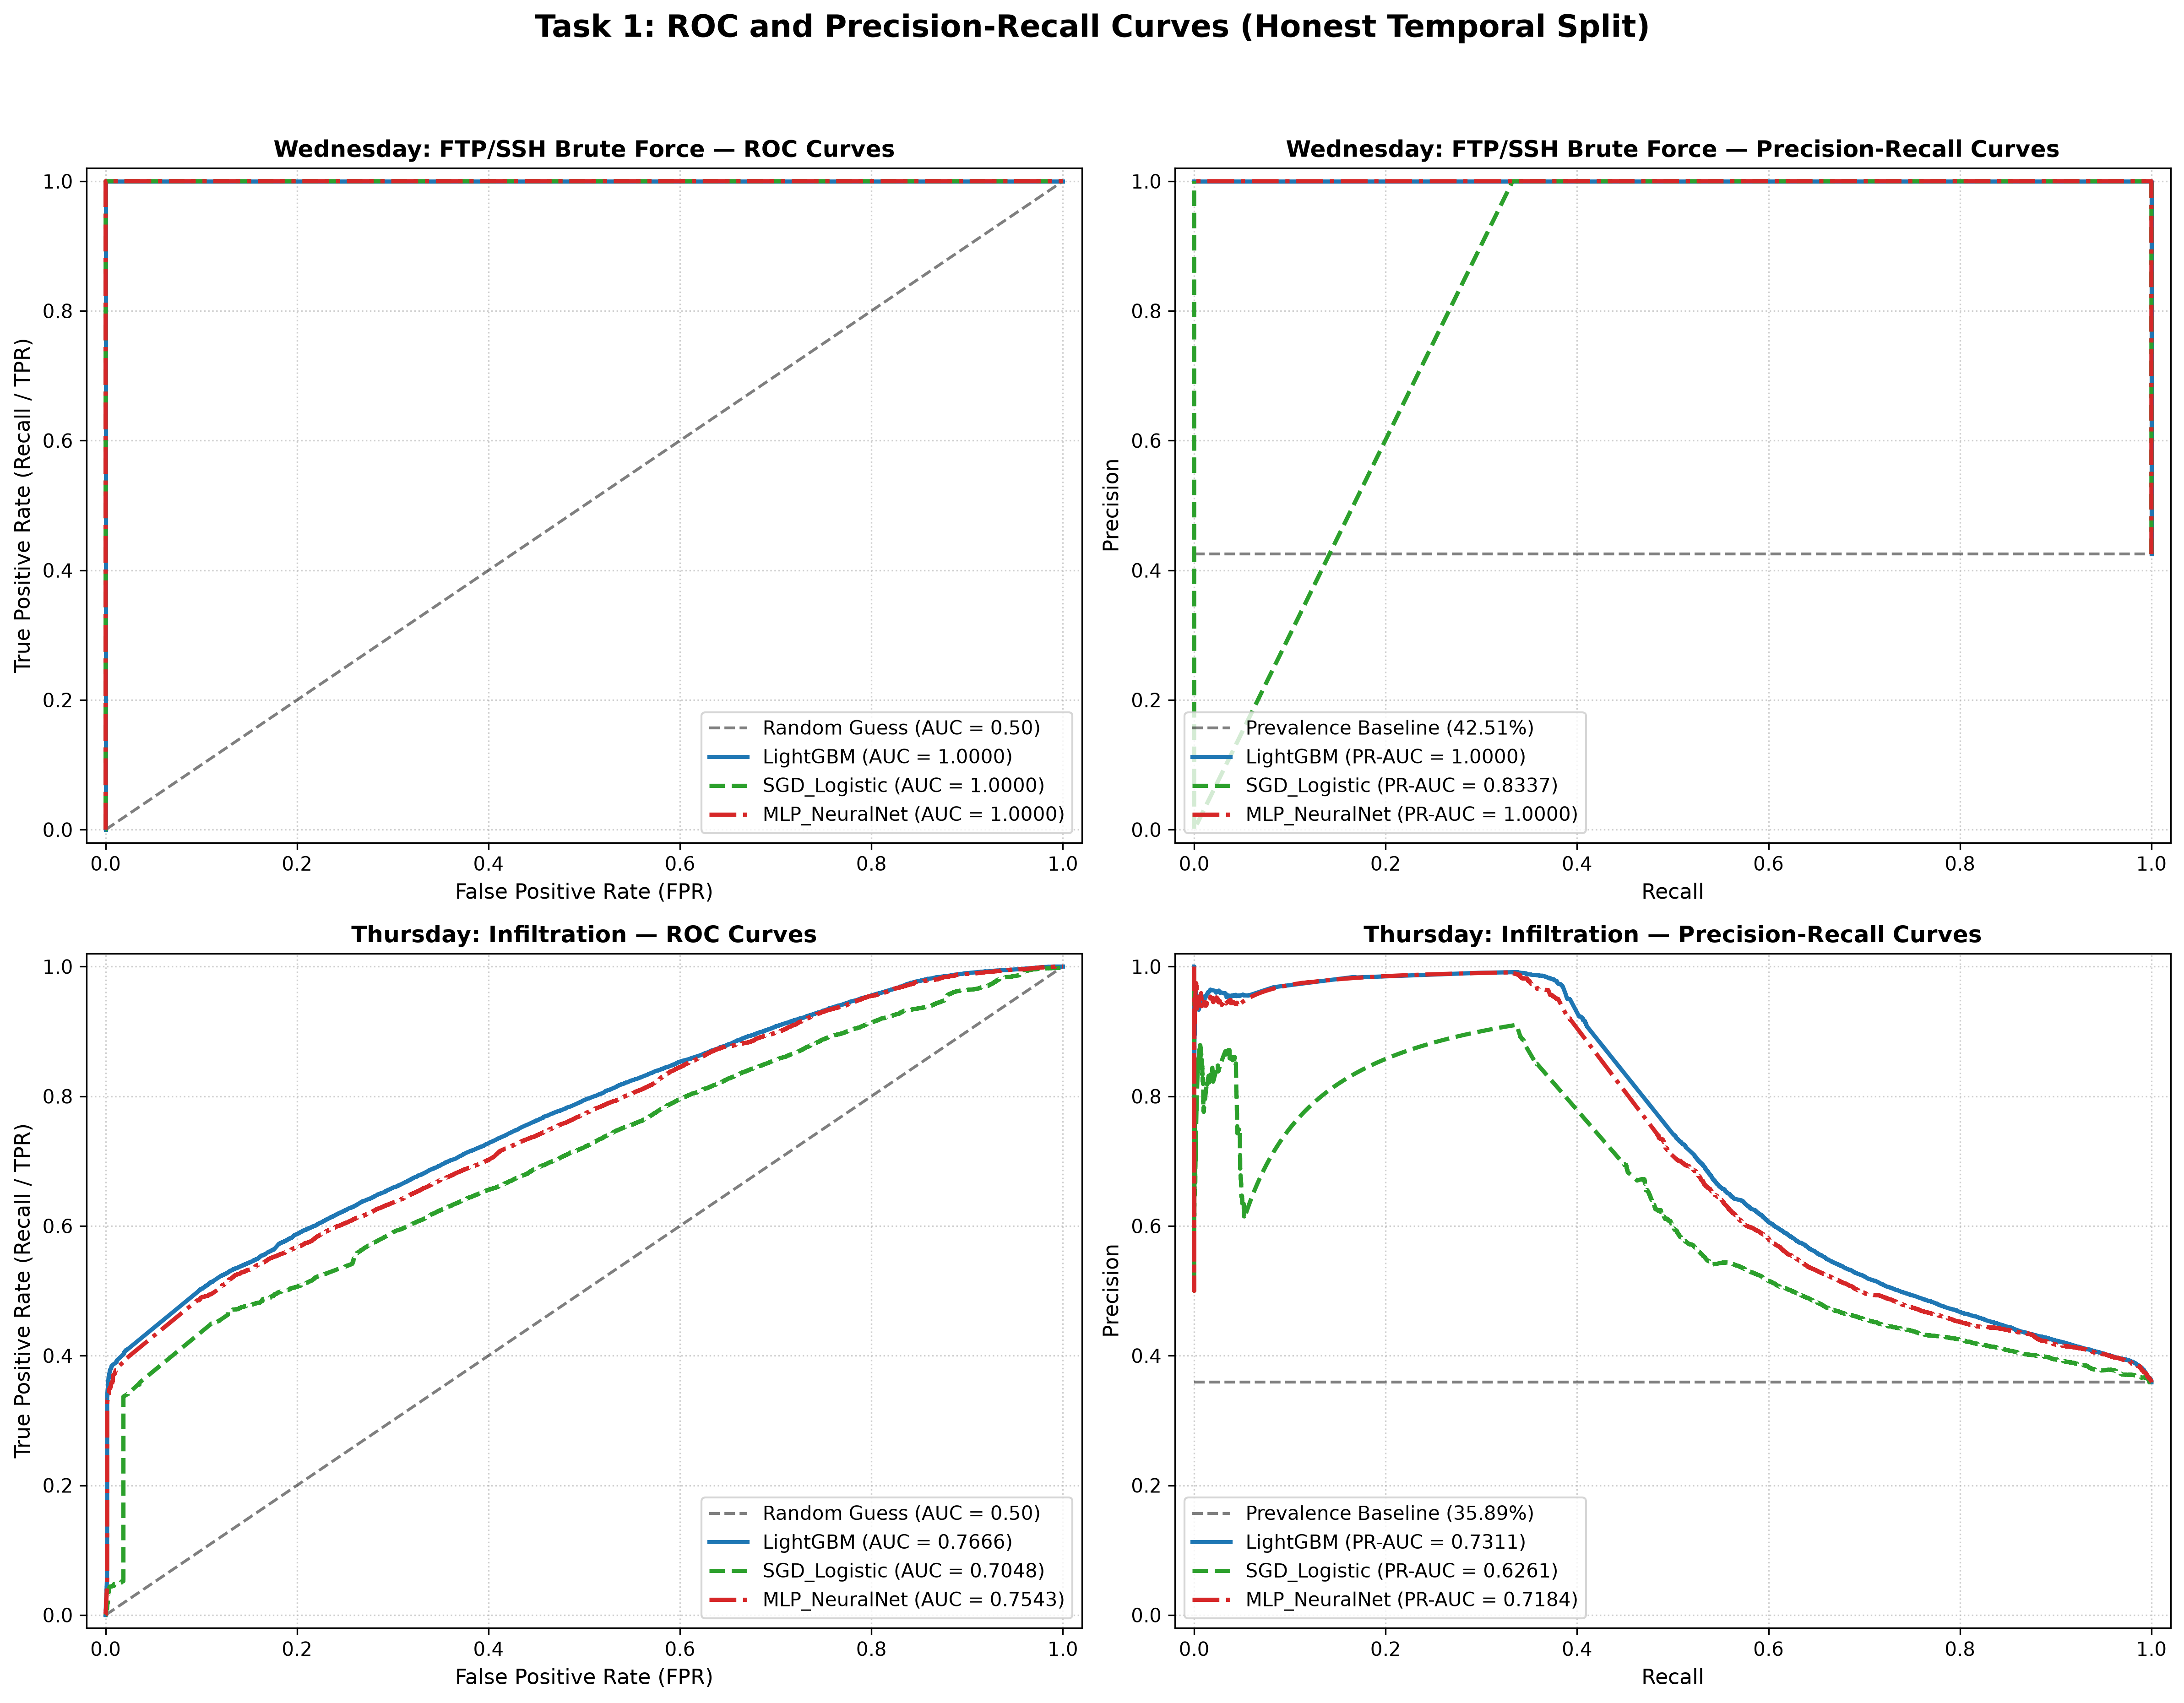 Task 1: ROC and Precision-Recall Curves (Honest Temporal Split)
Wednesday: FTP/SSH Brute Force — ROC Curves
True Positive Rate (Recall / TPR)
1.0
0.8
0.6
0.4
0.2
0.0
Random Guess (AUC = 0.50)
LightGBM (AUC = 1.0000)
SGD_Logistic (AUC = 1.0000)
MLP_NeuralNet (AUC = 1.0000)
0.0 0.2 0.4 0.6 0.8 1.0
False Positive Rate (FPR)
Wednesday: FTP/SSH Brute Force — Precision-Recall Curves
Precision
1.0
0.8
0.6
0.4
0.2
0.0
Prevalence Baseline (42.51%)
LightGBM (PR-AUC = 1.0000)
SGD_Logistic (PR-AUC = 0.8337)
MLP_NeuralNet (PR-AUC = 1.0000)
0.0 0.2 0.4 0.6 0.8 1.0
Recall
Thursday: Infiltration — ROC Curves
True Positive Rate (Recall / TPR)
1.0
0.8
0.6
0.4
0.2
0.0
Random Guess (AUC = 0.50)
LightGBM (AUC = 0.7666)
SGD_Logistic (AUC = 0.7048)
MLP_NeuralNet (AUC = 0.7543)
0.0 0.2 0.4 0.6 0.8 1.0
False Positive Rate (FPR)
Thursday: Infiltration — Precision-Recall Curves
Precision
1.0
0.8
0.6
0.4
0.2
0.0
Prevalence Baseline (35.89%)
LightGBM (PR-AUC = 0.7311)
SGD_Logistic (PR-AUC = 0.6261)
MLP_NeuralNet (PR-AUC = 0.7184)
0.0 0.2 0.4 0.6 0.8 1.0
Recall